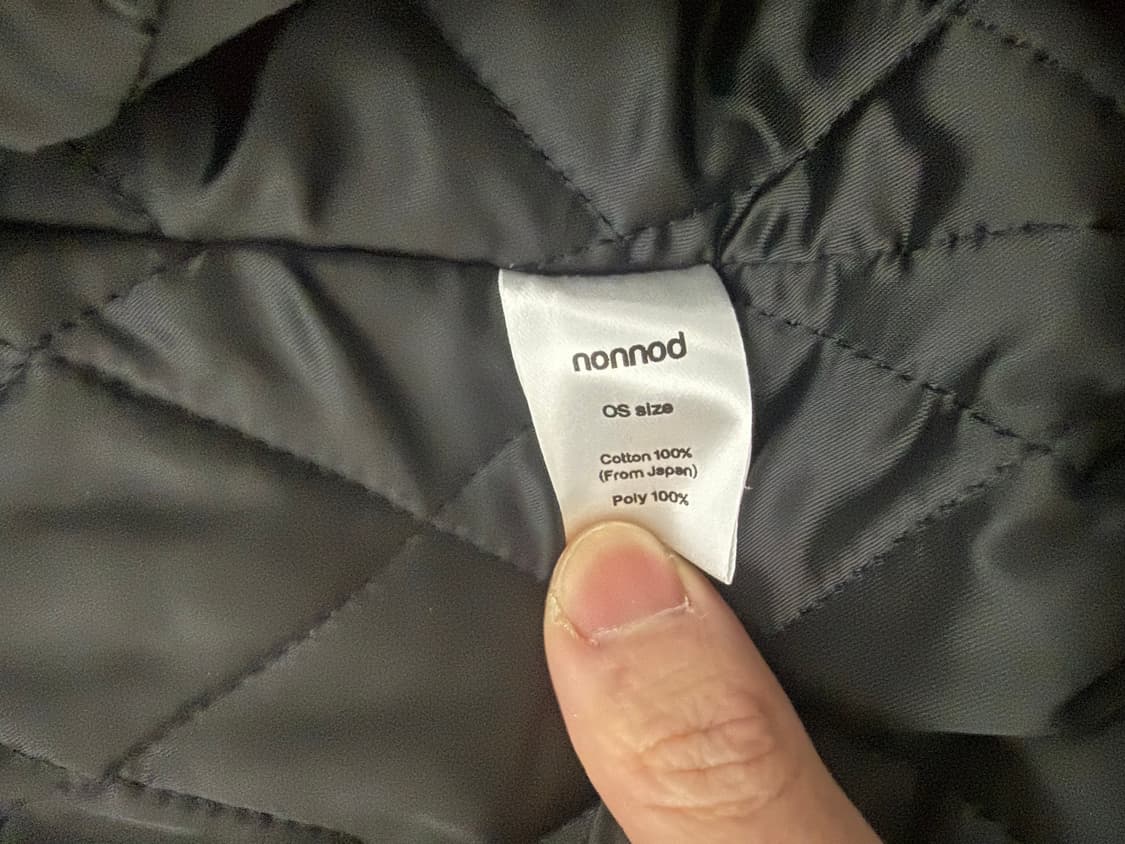 nonnod
OS size
Cotton 100%
(From Japan)
Poly 100%